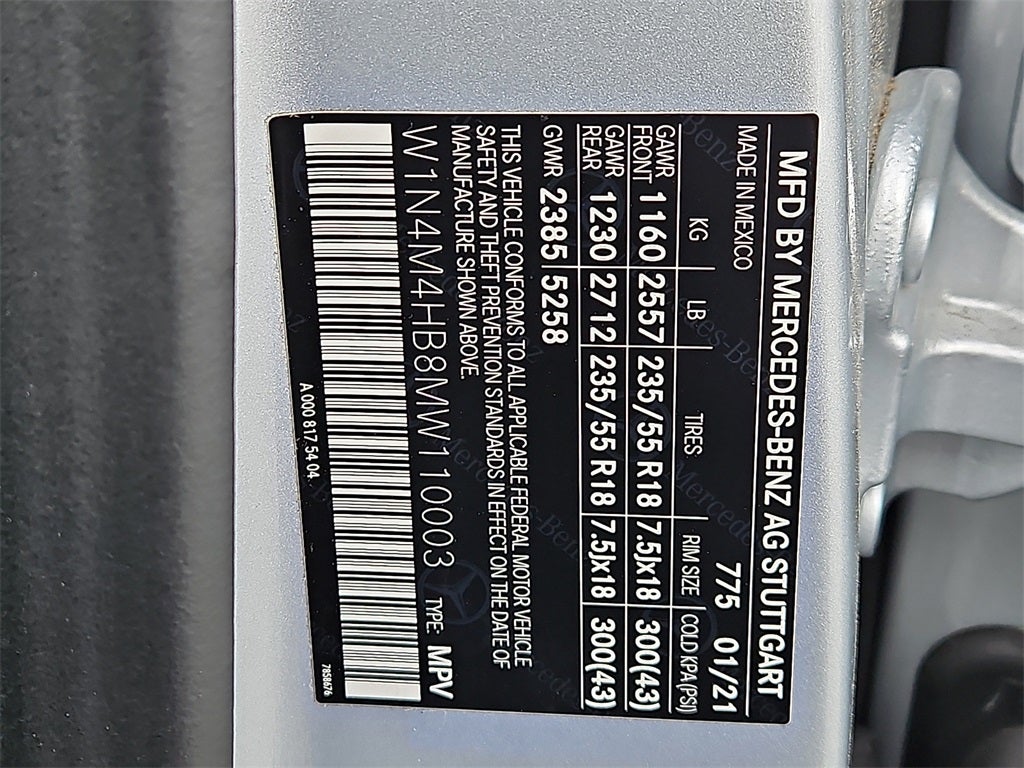 MFD BY MERCEDES-BENZ AG STUTTGART
MADE IN MEXICO 775 01/21
KG LB TIRES RIM SIZE COLD KPA(PSI)
GAWR FRONT 1160 2557 235/55 R18 7.5Jx18 300(43)
GAWR REAR 1230 2712 235/55 R18 7.5Jx18 300(43)
GVWR 2385 5258
THIS VEHICLE CONFORMS TO ALL APPLICABLE FEDERAL MOTOR VEHICLE
SAFETY AND THEFT PREVENTION STANDARDS IN EFFECT ON THE DATE OF
MANUFACTURE SHOWN ABOVE.
W1N4M4HB8MW110003 TYPE: MPV
A 000 817 54 04 7858676